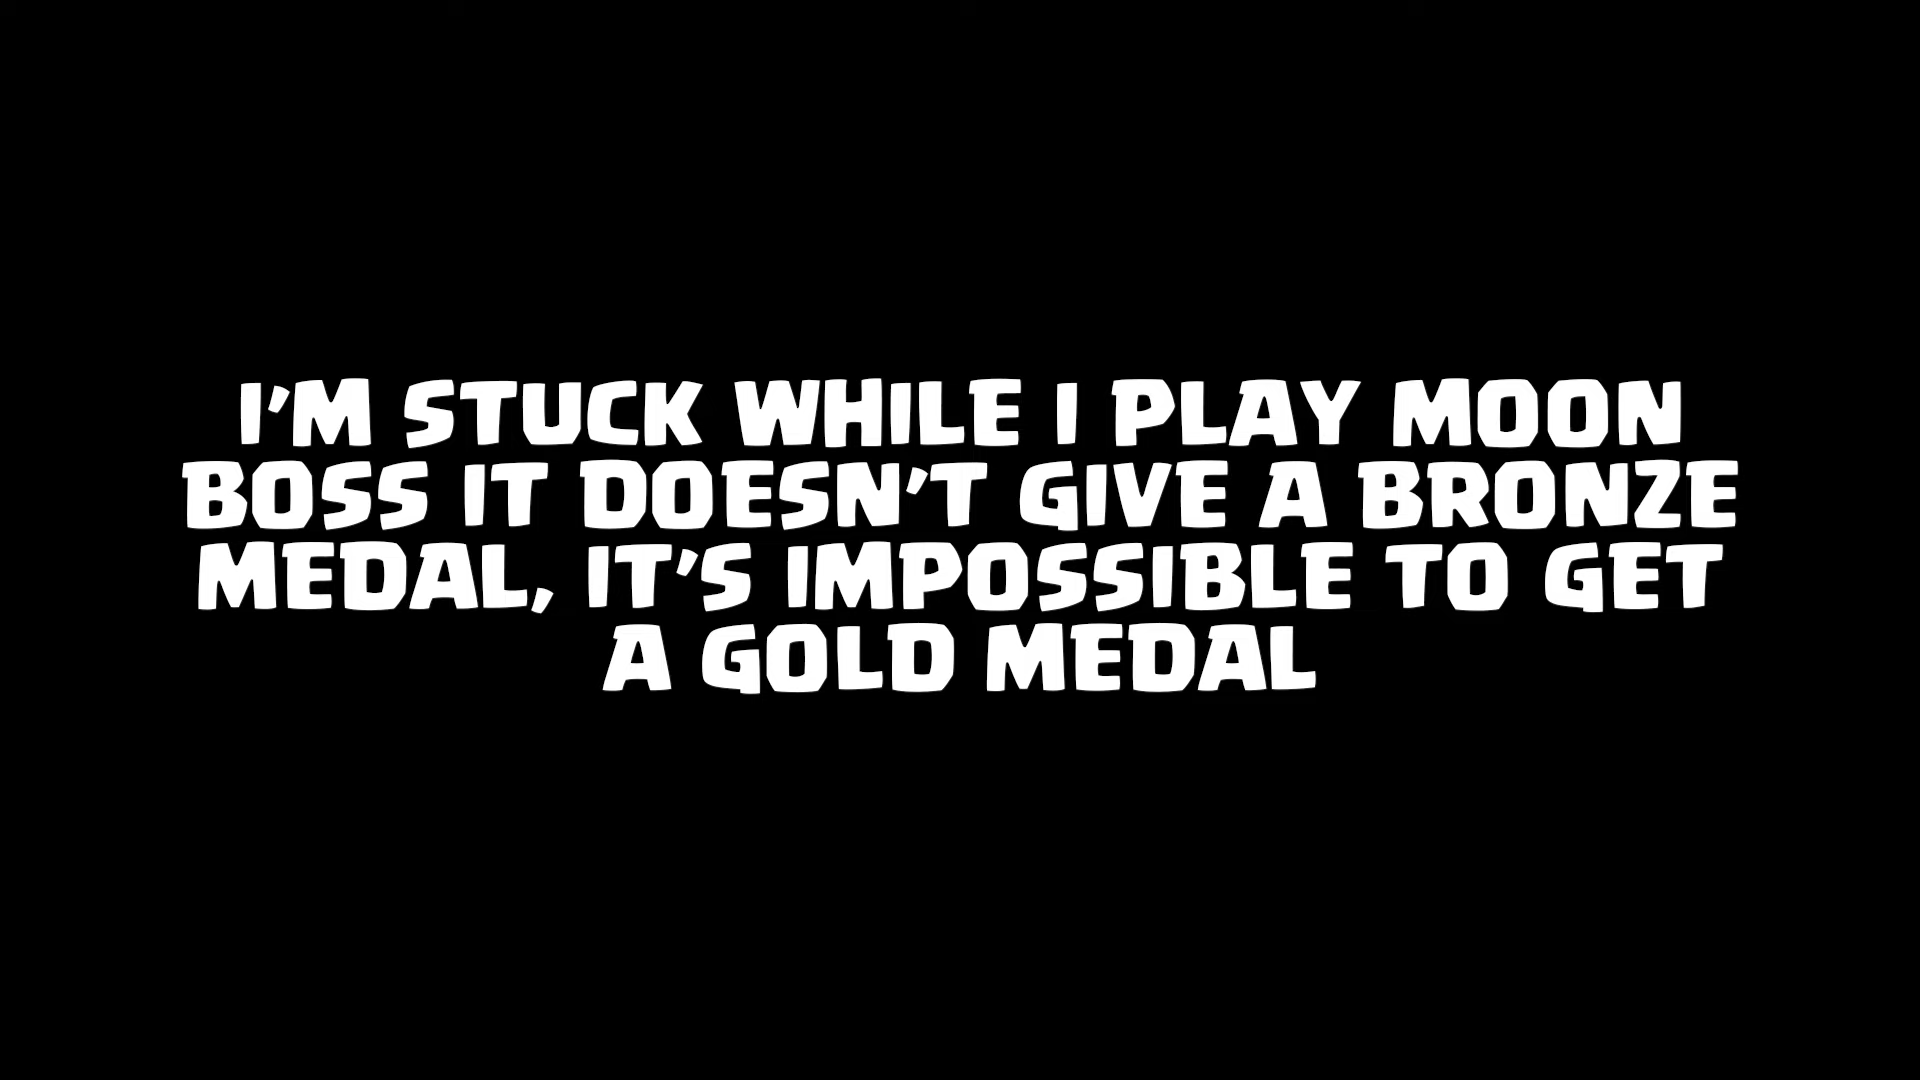 I'M STUCK WHILE I PLAY MOON
BOSS IT DOESN'T GIVE A BRONZE
MEDAL, IT'S IMPOSSIBLE TO GET
A GOLD MEDAL